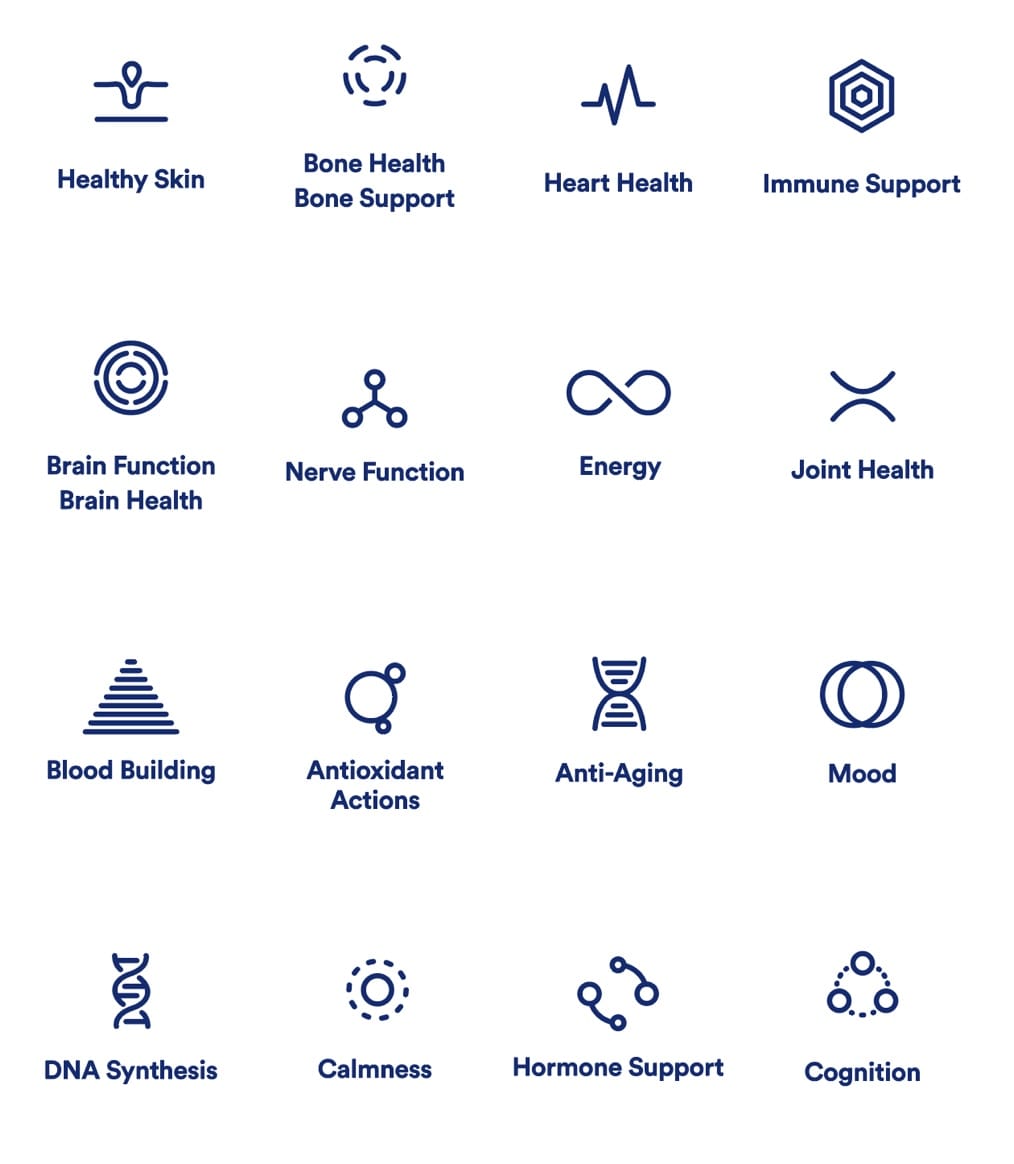 Healthy Skin
Bone Health
Bone Support
Heart Health
Immune Support
Brain Function
Brain Health
Nerve Function
Energy
Joint Health
Blood Building
Antioxidant
Actions
Anti-Aging
Mood
DNA Synthesis
Calmness
Hormone Support
Cognition